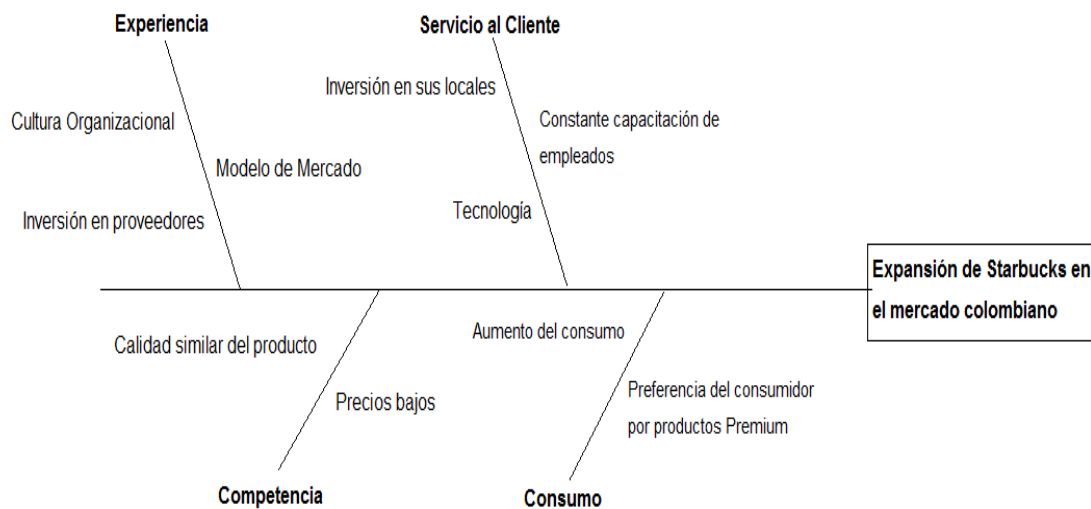 Experiencia
Servicio al Cliente
Inversión en sus locales
Cultura Organizacional
Constante capacitación de
empleados
Modelo de Mercado
Inversión en proveedores
Tecnología
Expansión de Starbucks en
el mercado colombiano
Calidad similar del producto
Aumento del consumo
Precios bajos
Preferencia del consumidor
por productos Premium
Competencia
Consumo